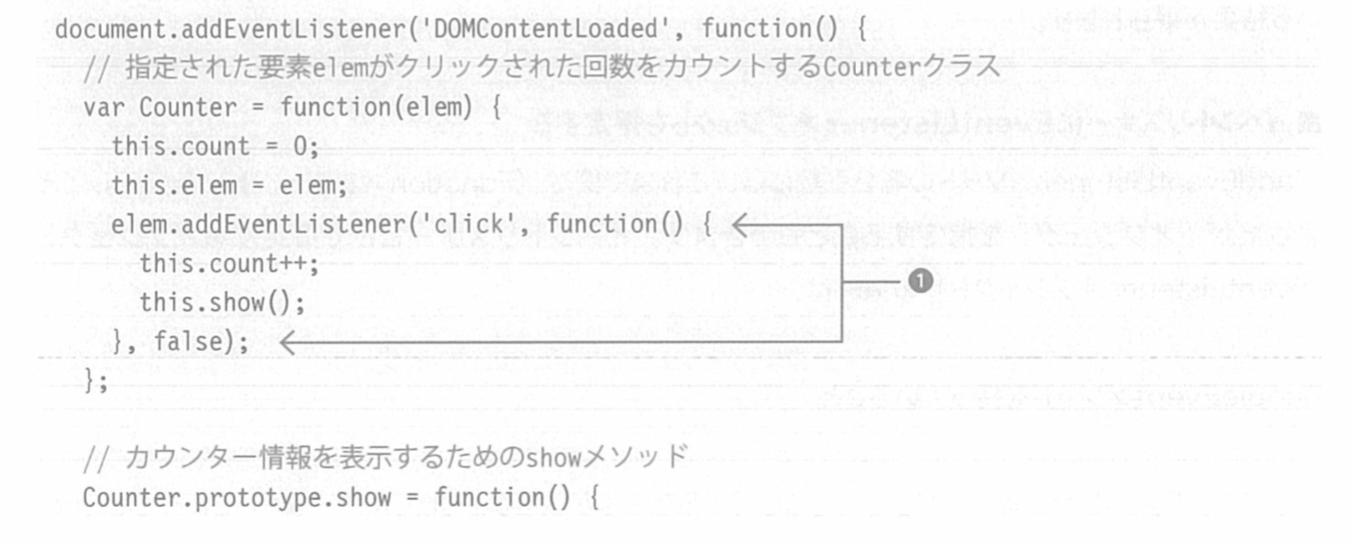 document.addEventListener('DOMContentLoaded', function() {
// 指定された要素elemがクリックされた回数をカウントするCounterクラス
var Counter = function(elem) {
this.count = 0;
this.elem = elem;
elem.addEventListener('click', function() {
this.count++;
❶
this.show();
}, false);
};
// カウンター情報を表示するためのshowメソッド
Counter.prototype.show = function() {